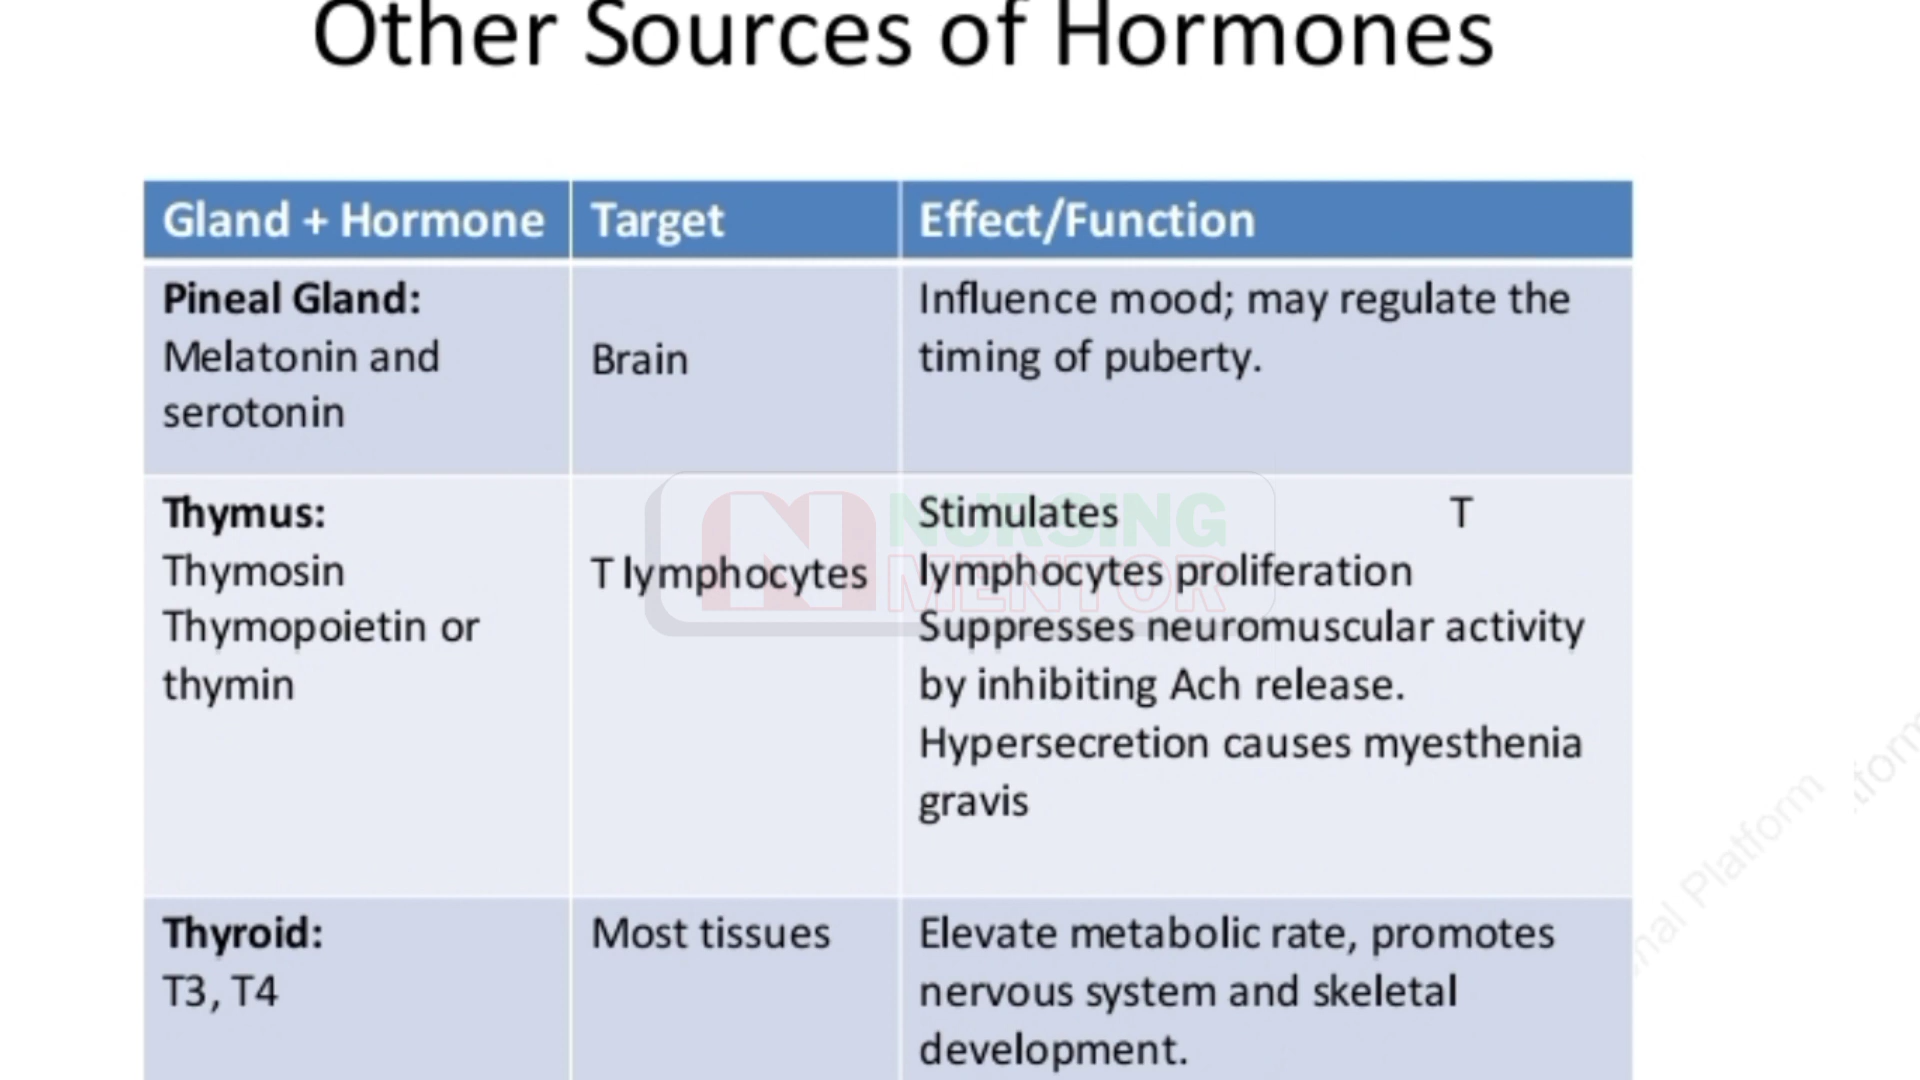 Other Sources of Hormones
Gland + Hormone Target Effect/Function
Pineal Gland:
Melatonin and
serotonin
Brain
Influence mood; may regulate the
timing of puberty.
Thymus:
Thymosin
Thymopoietin or
thymin
T lymphocytes
Stimulates T
lymphocytes proliferation
Suppresses neuromuscular activity
by inhibiting Ach release.
Hypersecretion causes myesthenia
gravis
Thyroid:
T3, T4
Most tissues
Elevate metabolic rate, promotes
nervous system and skeletal
development.
NURSING
MENTOR
Platform